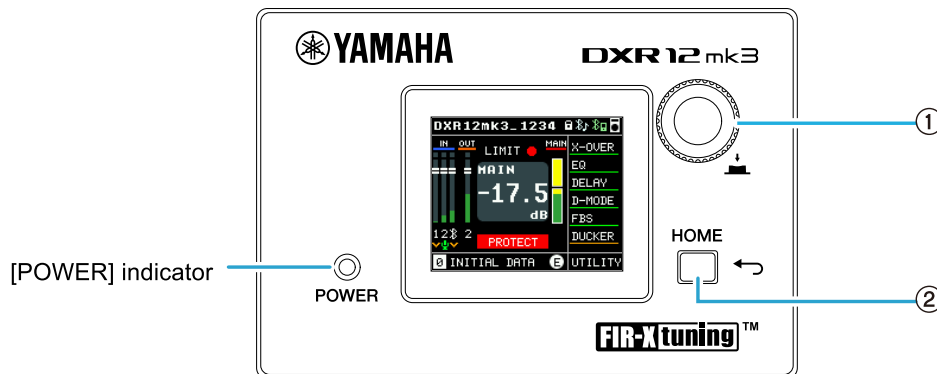 YAMAHA
DXR12mk3
①
DXR12mk3_1234
IN OUT LIMIT MAIN
X-OVER
EQ
DELAY
D-MODE
FBS
DUCKER
MAIN
-17.5
dB
12 2
PROTECT
0 INITIAL DATA E UTILITY
[POWER] indicator
POWER
HOME
②
FIR-X tuning™